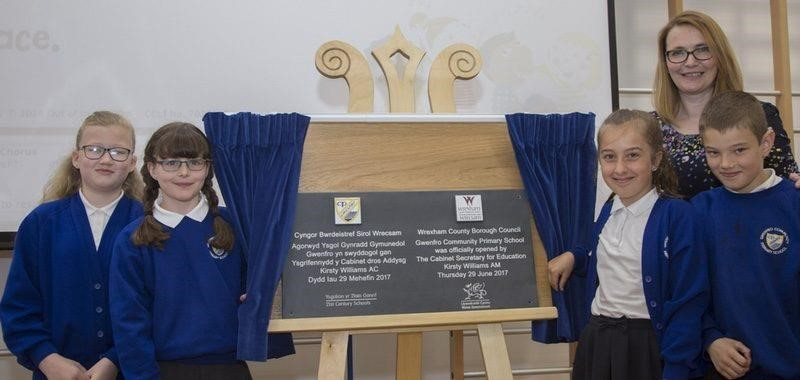 ace.
Chorus
Cyngor Bwrdeistref Sirol Wrecsam
Agorwyd Ysgol Gynradd Gymunedol
Gwenfro yn swyddogol gan
Ysgrifennydd y Cabinet dros Addysg
Kirsty Williams AC
Dydd Iau 29 Mehefin 2017
Ysgolion yr 21ain Ganrif
21st Century Schools
wrexham
wrecsam
Wrexham County Borough Council
Gwenfro Community Primary School
was officially opened by
The Cabinet Secretary for Education
Kirsty Williams AM
Thursday 29 June 2017
Llywodraeth Cymru
Welsh Government